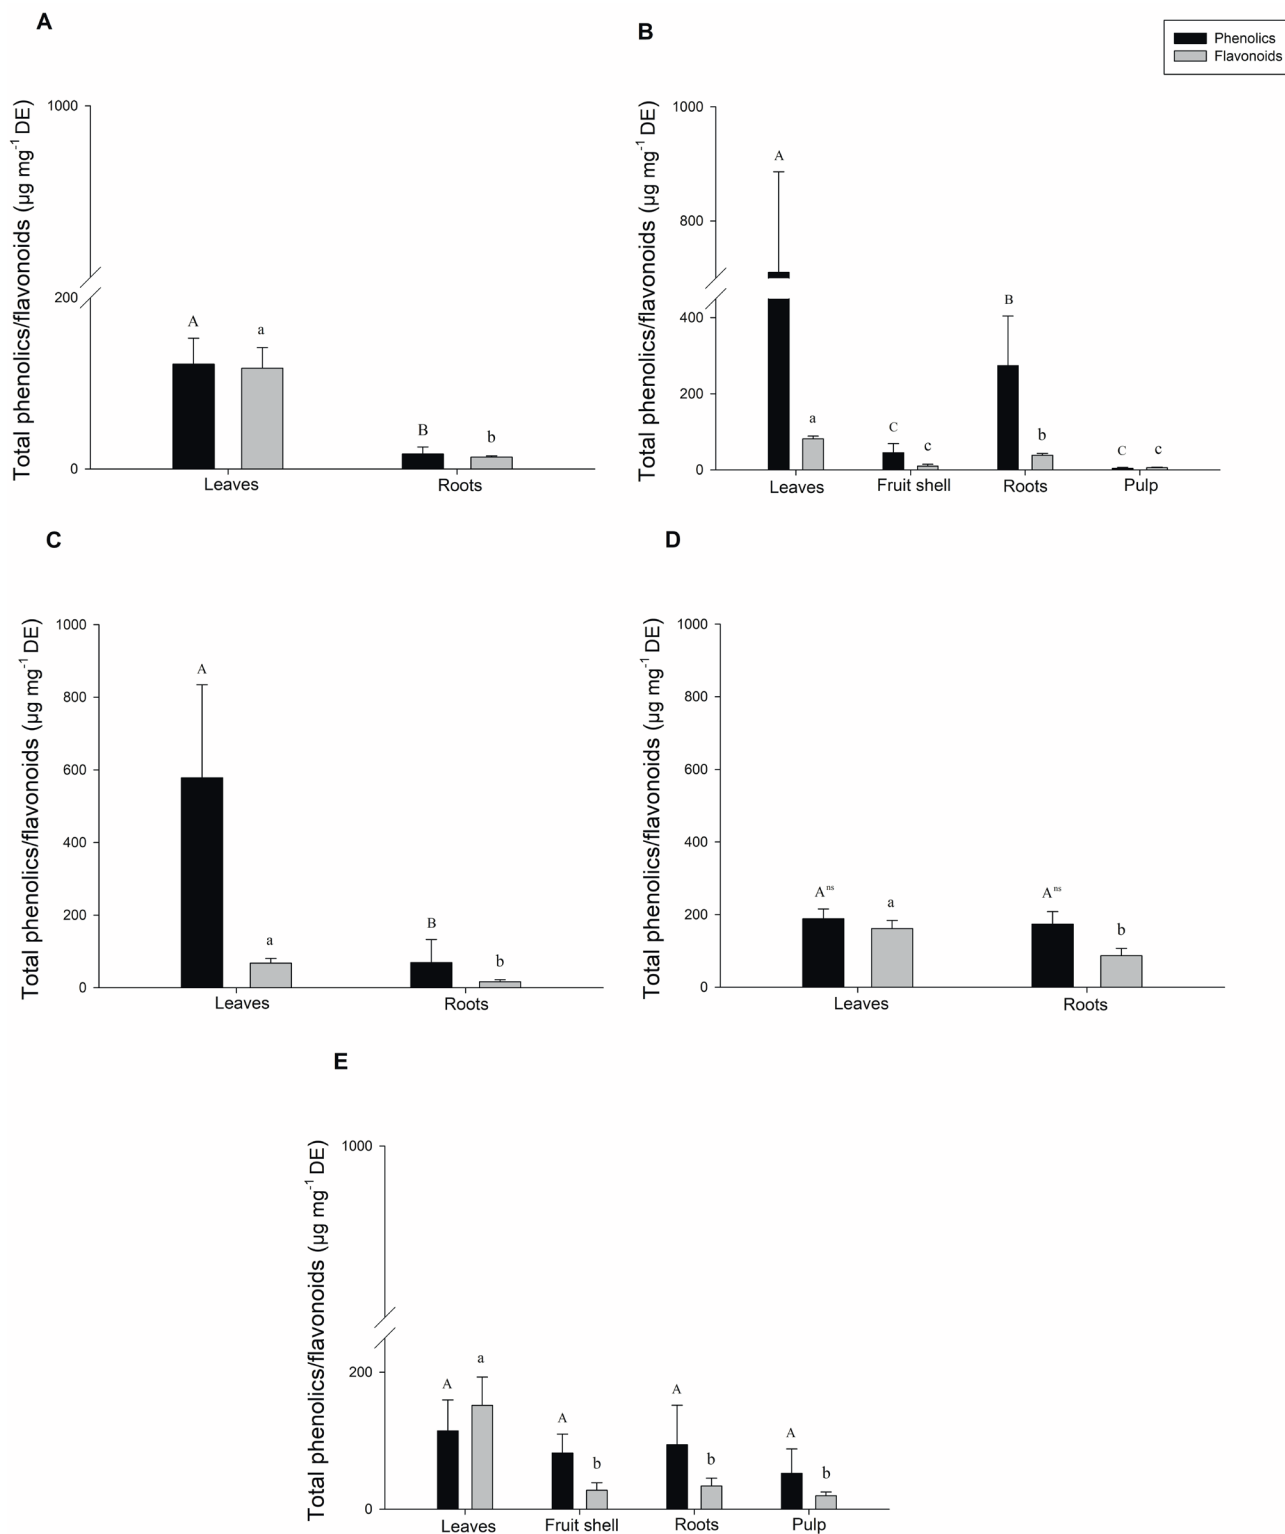 A
B
Phenolics
Flavonoids
Total phenolics/flavonoids (µg mg⁻¹ DE)
1000
200
0
A
a
B
b
Leaves
Roots
Total phenolics/flavonoids (µg mg⁻¹ DE)
1000
800
400
200
0
A
a
C
c
B
b
C
c
Leaves
Fruit shell
Roots
Pulp
C
D
Total phenolics/flavonoids (µg mg⁻¹ DE)
1000
800
600
400
200
0
A
a
B
b
Leaves
Roots
Total phenolics/flavonoids (µg mg⁻¹ DE)
1000
800
600
400
200
0
Aⁿˢ
a
Aⁿˢ
b
Leaves
Roots
E
Total phenolics/flavonoids (µg mg⁻¹ DE)
1000
200
0
A
a
A
b
A
b
A
b
Leaves
Fruit shell
Roots
Pulp